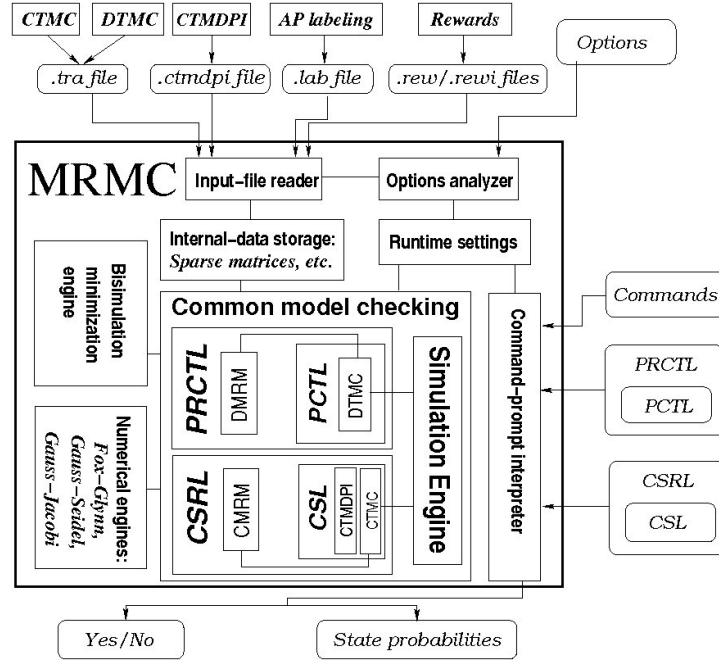 CTMC
DTMC
CTMDPI
AP labeling
Rewards
Options
.tra file
.ctmdpi file
.lab file
.rew/.rewi files
MRMC
Input-file reader
Options analyzer
Internal-data storage:
Sparse matrices, etc.
Runtime settings
Bisimulation
minimization
engine
Common model checking
PRCTL
DMRM
PCTL
DTMC
Simulation Engine
Command-prompt interpreter
Commands
PRCTL
PCTL
Numerical engines:
Fox-Glynn,
Gauss-Seidel,
Gauss-Jacobi
CSRL
CMRM
CSL
CTMDPI
CTMC
CSRL
CSL
Yes/No
State probabilities